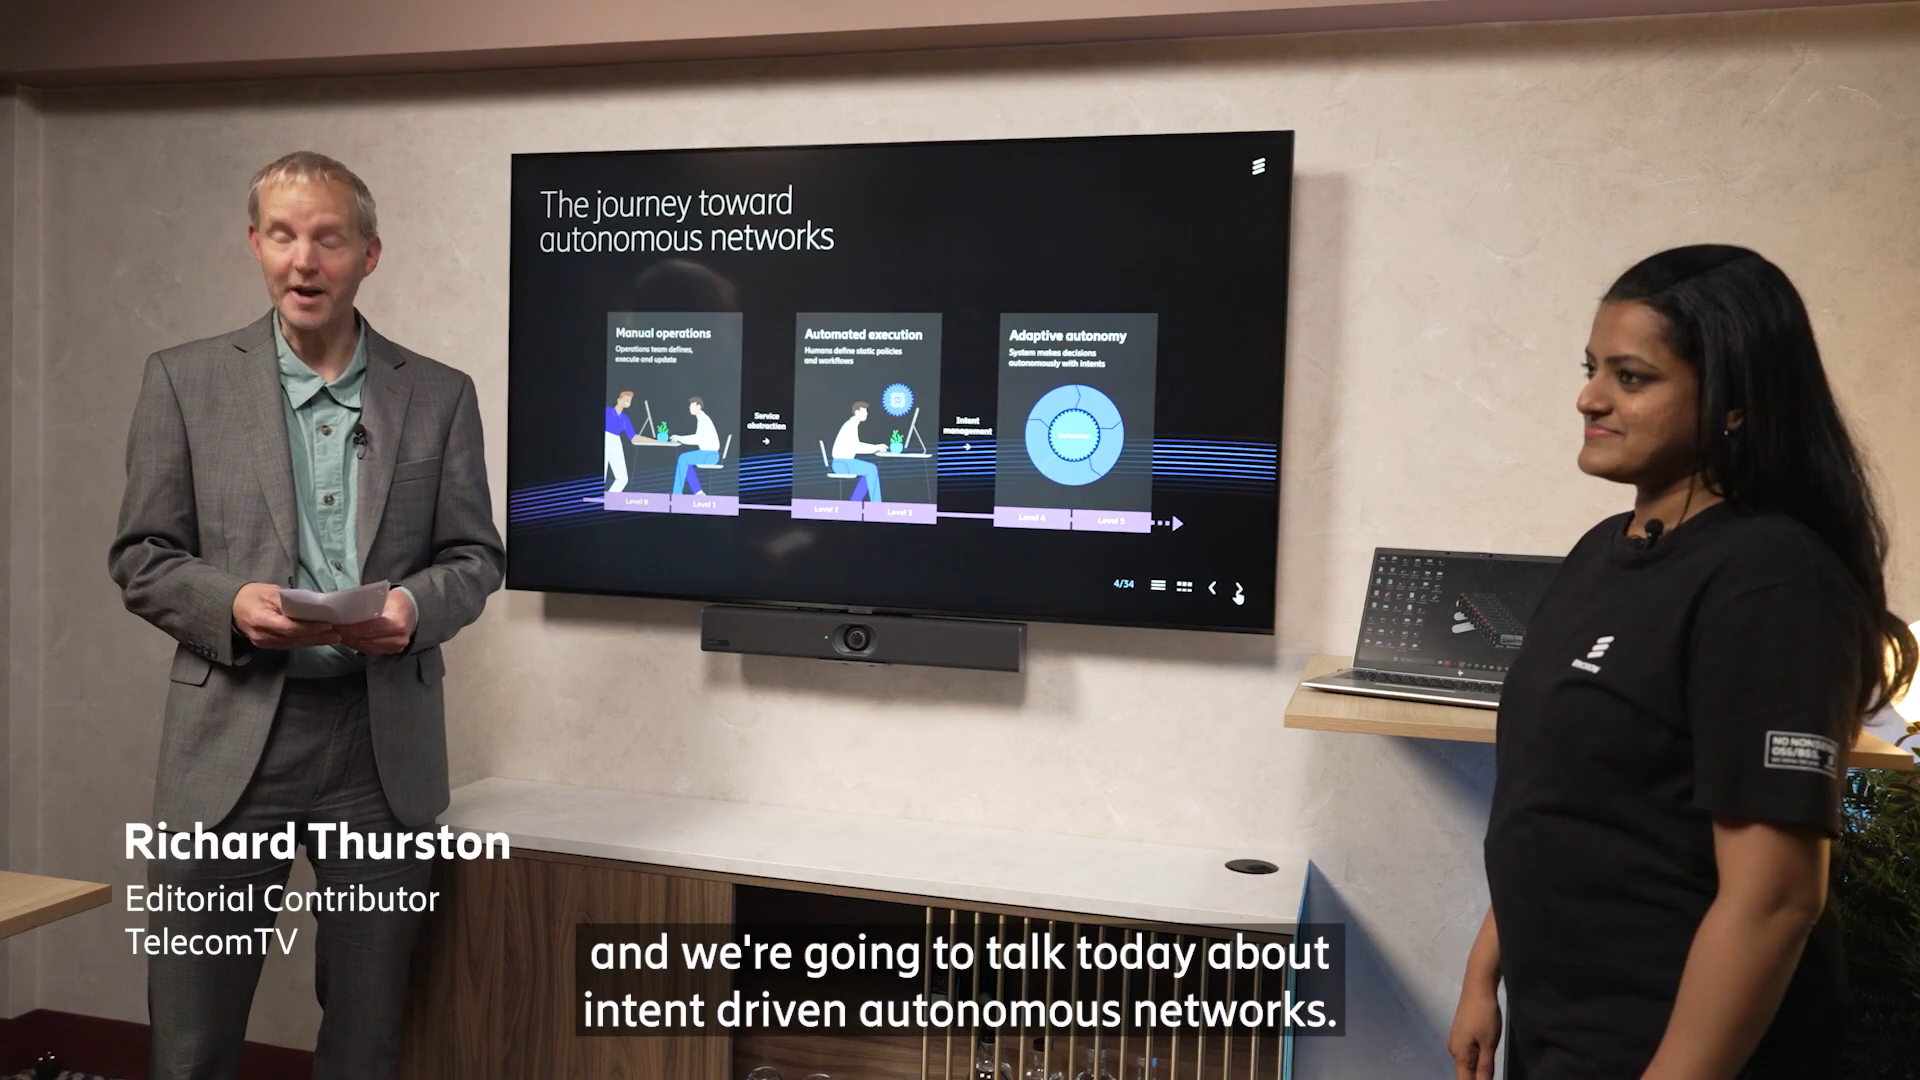 The journey toward
autonomous networks
Manual operations
Operations team defines,
execute and update
Service
abstraction
Automated execution
Humans define static policies
and workflows
Intent
management
Adaptive autonomy
System makes decisions
autonomously with intents
Level 0
Level 1
Level 2
Level 3
Level 4
Level 5
4/34
Richard Thurston
Editorial Contributor
TelecomTV
and we're going to talk today about
intent driven autonomous networks.
OSS/BSS